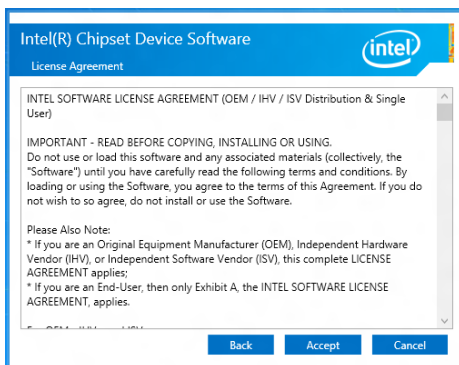 Intel(R) Chipset Device Software
intel
License Agreement
INTEL SOFTWARE LICENSE AGREEMENT (OEM / IHV / ISV Distribution & Single
User)
IMPORTANT - READ BEFORE COPYING, INSTALLING OR USING.
Do not use or load this software and any associated materials (collectively, the
"Software") until you have carefully read the following terms and conditions. By
loading or using the Software, you agree to the terms of this Agreement. If you do
not wish to so agree, do not install or use the Software.
Please Also Note:
* If you are an Original Equipment Manufacturer (OEM), Independent Hardware
Vendor (IHV), or Independent Software Vendor (ISV), this complete LICENSE
AGREEMENT applies;
* If you are an End-User, then only Exhibit A, the INTEL SOFTWARE LICENSE
AGREEMENT, applies.
Back Accept Cancel